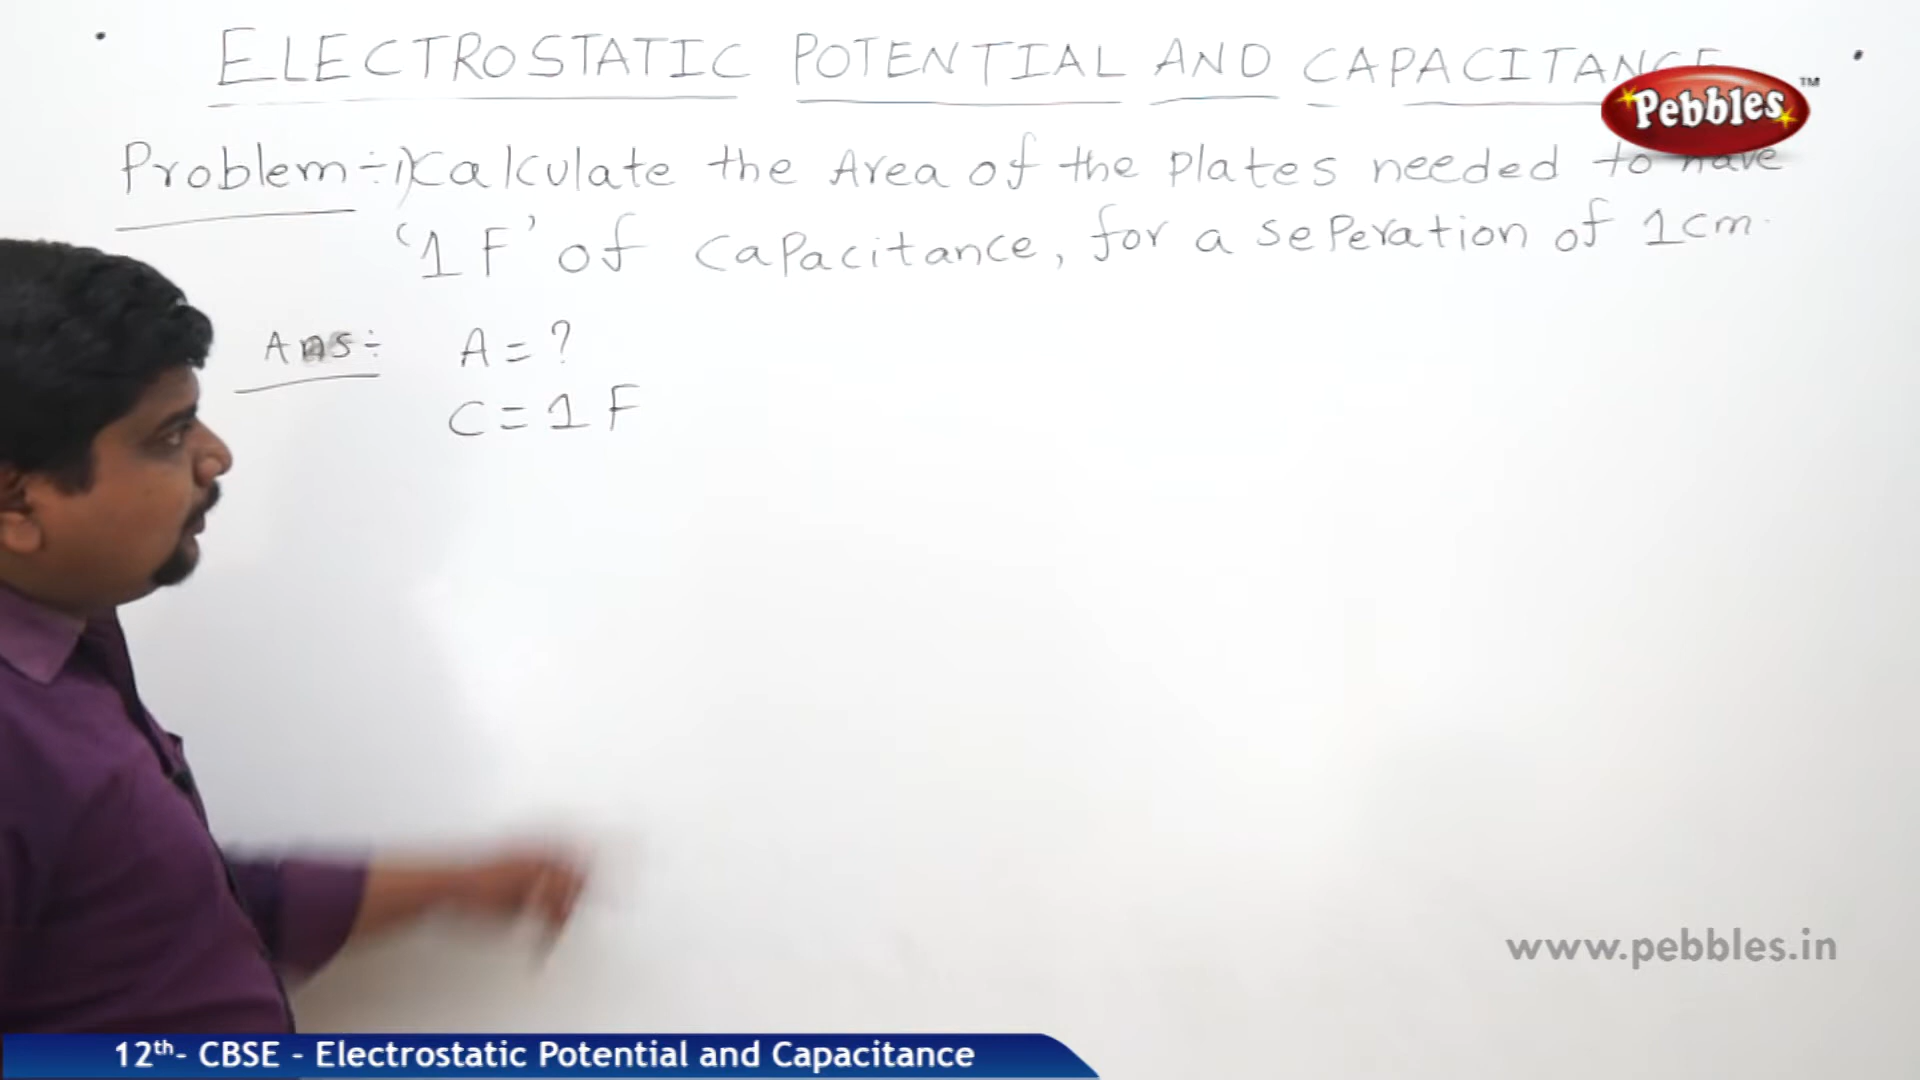 ELECTROSTATIC POTENTIAL AND CAPACITANCE
Pebbles™
Problem ÷ 1) Calculate the Area of the Plates needed to have
'1 F' of capacitance, for a seperation of 1cm.
Ans ÷ A = ?
C = 1 F
www.pebbles.in
12th- CBSE - Electrostatic Potential and Capacitance